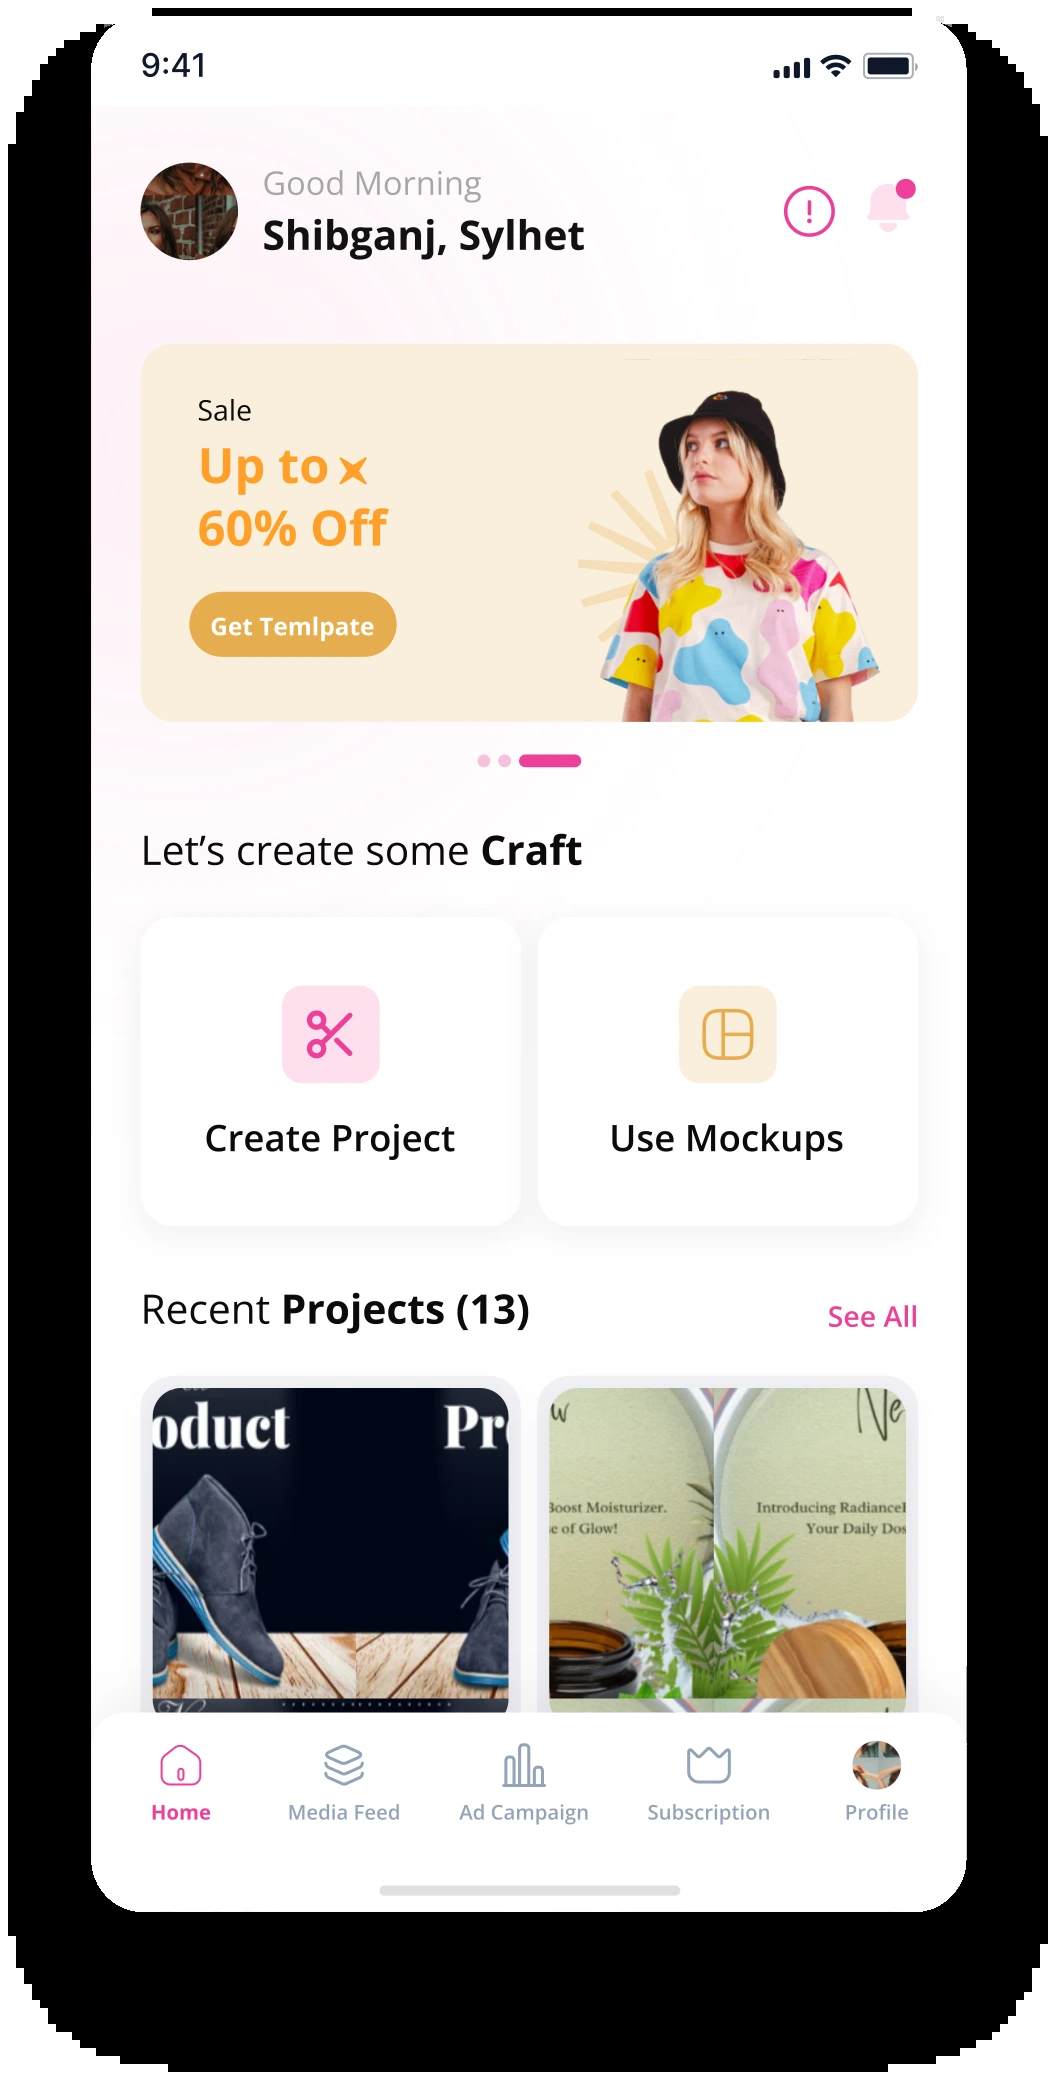 9:41
Good Morning
Shibganj, Sylhet
Sale
Up to
60% Off
Get Temlpate
Let’s create some Craft
Create Project
Use Mockups
Recent Projects (13)
See All
oduct
Pr
w
Ne
Boost Moisturizer.
Introducing Radiance
e of Glow!
Your Daily Dos
Home
Media Feed
Ad Campaign
Subscription
Profile